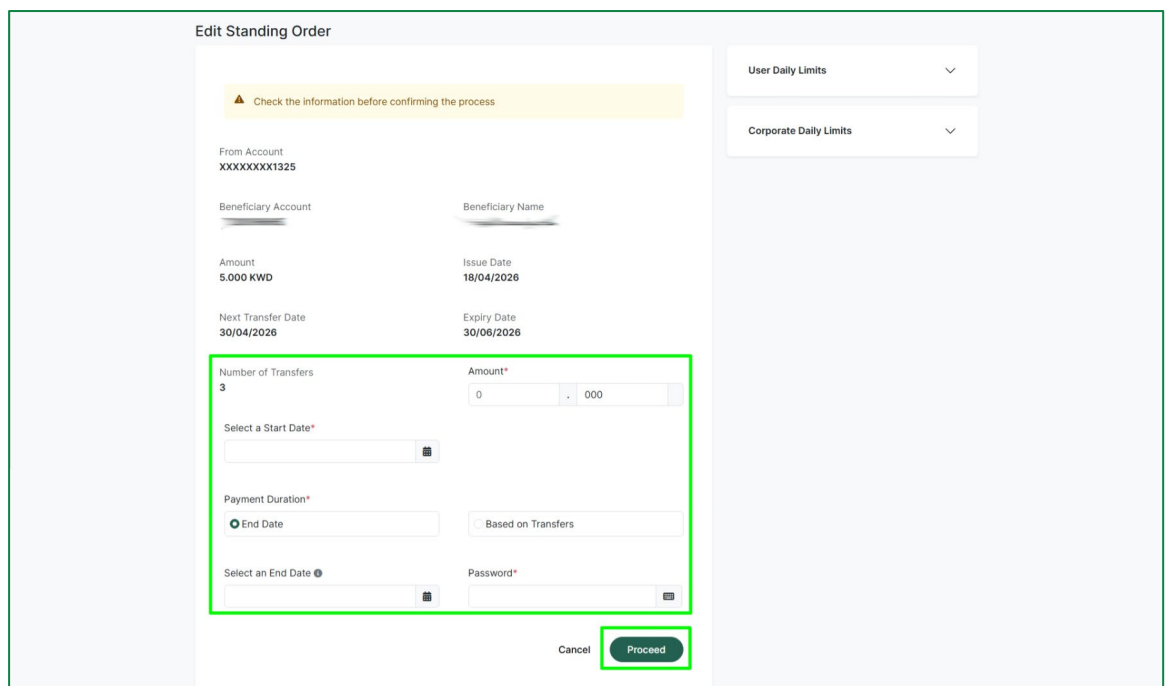 Edit Standing Order
User Daily Limits
Check the information before confirming the process
Corporate Daily Limits
From Account
XXXXXXXX1325
Beneficiary Account
Beneficiary Name
Amount
Issue Date
5.000 KWD
18/04/2026
Next Transfer Date
Expiry Date
30/04/2026
30/06/2026
Number of Transfers
Amount*
3
0 . 000
Select a Start Date*
Payment Duration*
End Date
Based on Transfers
Select an End Date
Password*
Cancel
Proceed